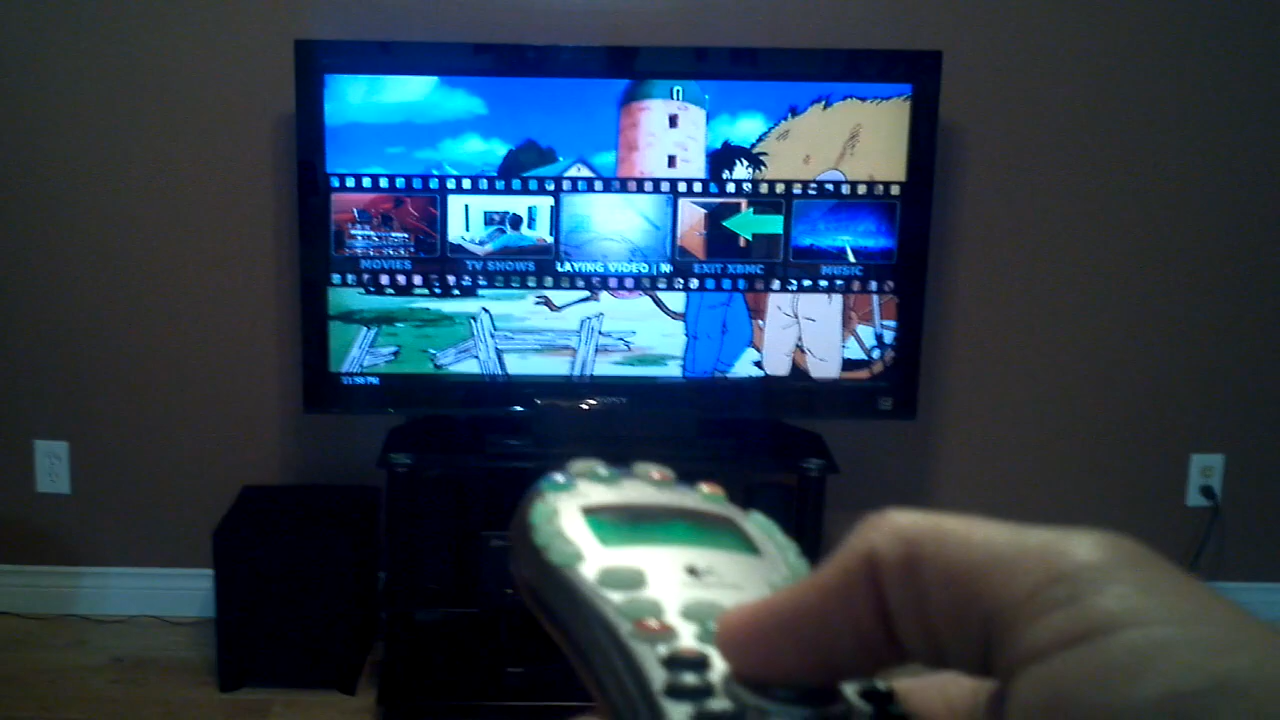 MOVIES
TV SHOWS
LAYING VIDEO | N
EXIT XBMC
MUSIC